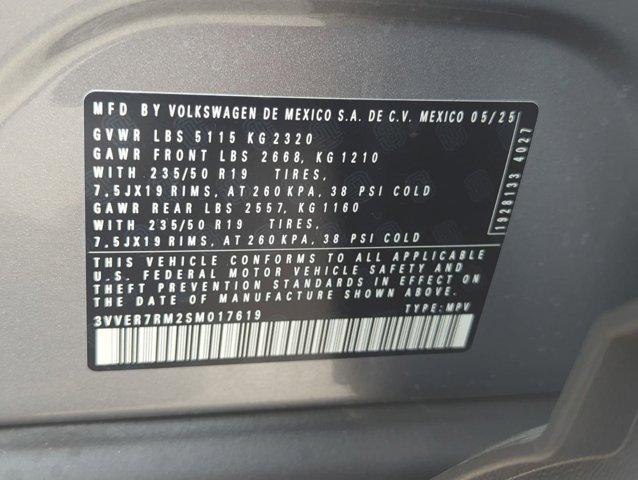 MFD BY VOLKSWAGEN DE MEXICO S.A. DE C.V. MEXICO 05/25
GVWR LBS 5115 KG 2320
GAWR FRONT LBS 2668, KG 1210
WITH 235/50 R19 TIRES,
7,5JX19 RIMS, AT 260 KPA, 38 PSI COLD
GAWR REAR LBS 2557, KG 1160
WITH 235/50 R19 TIRES,
7,5JX19 RIMS, AT 260 KPA, 38 PSI COLD
THIS VEHICLE CONFORMS TO ALL APPLICABLE
U.S. FEDERAL MOTOR VEHICLE SAFETY AND
THEFT PREVENTION STANDARDS IN EFFECT ON
THE DATE OF MANUFACTURE SHOWN ABOVE.
3VVER7RM2SM017619 TYPE: MPV
1928133 4027